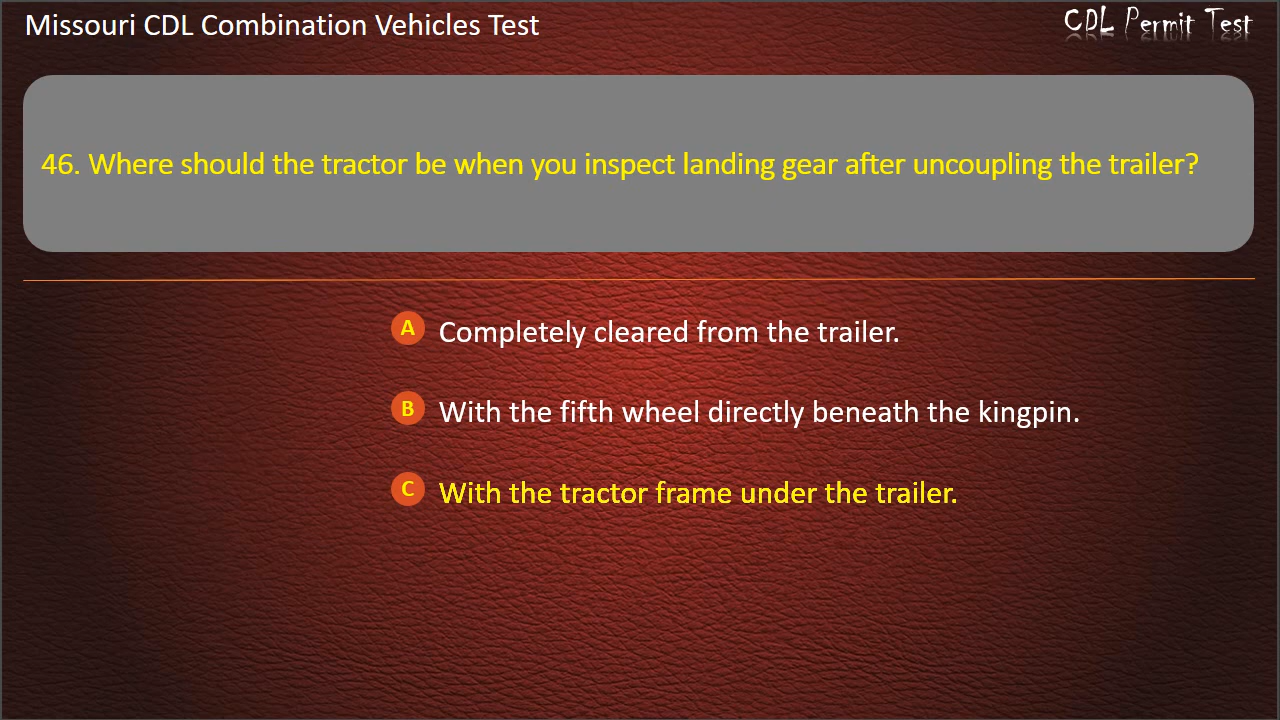 Missouri CDL Combination Vehicles Test
CDL Permit Test
46. Where should the tractor be when you inspect landing gear after uncoupling the trailer?
A Completely cleared from the trailer.
B With the fifth wheel directly beneath the kingpin.
C With the tractor frame under the trailer.